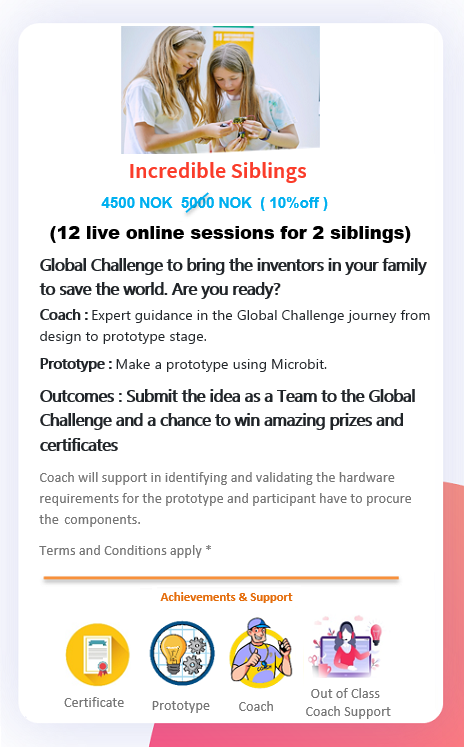 Incredible Siblings
4500 NOK 5000 NOK ( 10%off )
(12 live online sessions for 2 siblings)
Global Challenge to bring the inventors in your family
to save the world. Are you ready?
Coach : Expert guidance in the Global Challenge journey from
design to prototype stage.
Prototype : Make a prototype using Microbit.
Outcomes : Submit the idea as a Team to the Global
Challenge and a chance to win amazing prizes and
certificates
Coach will support in identifying and validating the hardware
requirements for the prototype and participant have to procure
the components.
Terms and Conditions apply *
Achievements & Support
Certificate
Prototype
Coach
Out of Class
Coach Support